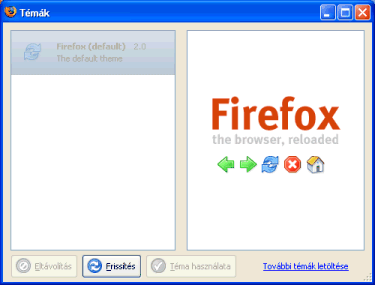 Témák
Firefox (default) 2.0
The default theme
Firefox
the browser, reloaded
Eltávolítás
Frissítés
Téma használata
További témák letöltése